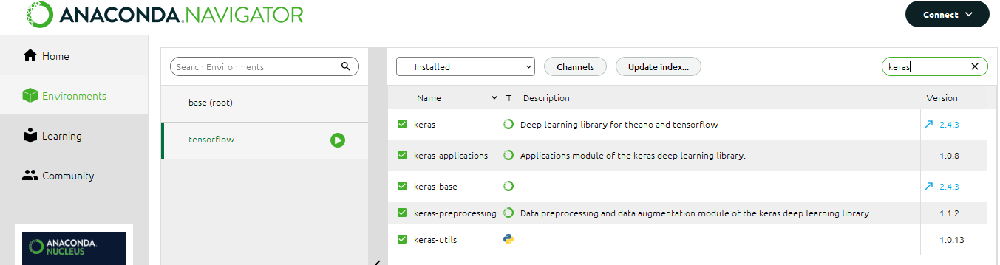 ANACONDA.NAVIGATOR
Connect
Home
Environments
Learning
Community
ANACONDA.
NUCLEUS
Search Environments
base (root)
tensorflow
Installed
Channels
Update index...
keras
Name T Description Version
keras Deep learning library for theano and tensorflow 2.4.3
keras-applications Applications module of the keras deep learning library. 1.0.8
keras-base 2.4.3
keras-preprocessing Data preprocessing and data augmentation module of the keras deep learning library 1.1.2
keras-utils 1.0.13